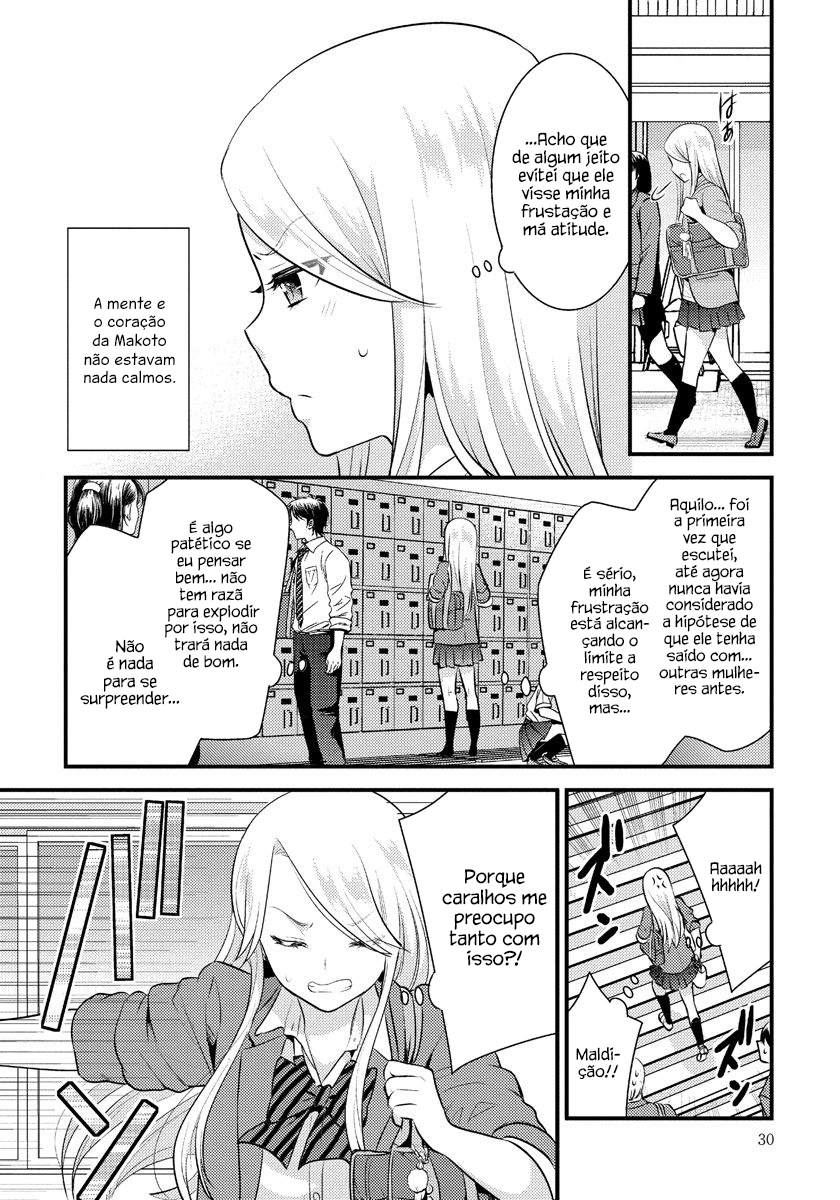 はぁ
...Acho que
de algum jeito
evitei que ele
visse minha
frustação e
má atitude.
A mente e
o coração
da Makoto
não estavam
nada calmos.
Aquilo... foi
a primeira
vez que
escutei,
até agora
nunca havia
considerado
a hipótese de
que ele tenha
saído com...
outras mulhe-
res antes.
É sério,
minha
frustração
está alcan-
çando o
limite a
respeito
disso,
mas...
É algo
patético se
eu pensar
bem... não
tem razã
para explodir
por isso, não
trará nada
de bom.
Não
é nada
para se
surpreender...
Aaaaah
hhhhh!
Maldi-
ção!!
Porque
caralhos me
preocupo
tanto com
isso?!
30